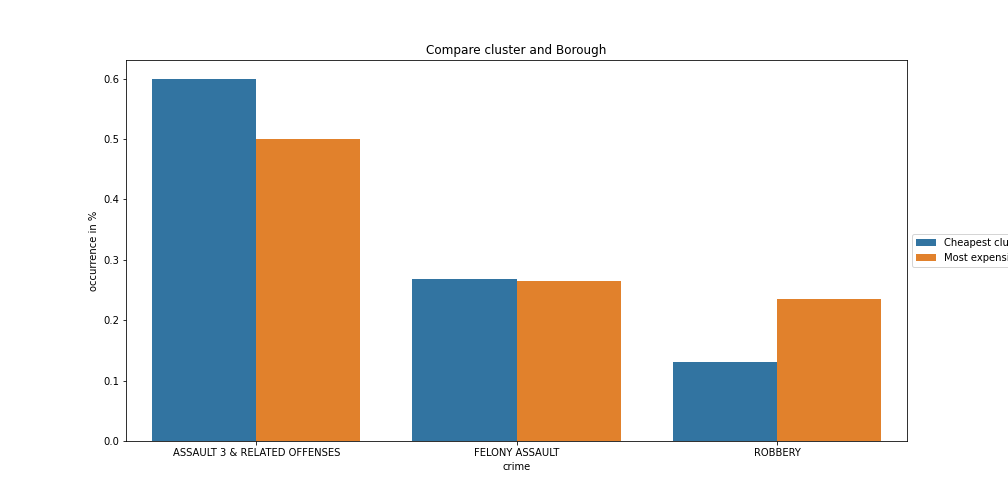 Compare cluster and Borough
occurrence in %
0.6
0.5
0.4
0.3
0.2
0.1
0.0
ASSAULT 3 & RELATED OFFENSES FELONY ASSAULT ROBBERY
crime
Cheapest clu
Most expensi